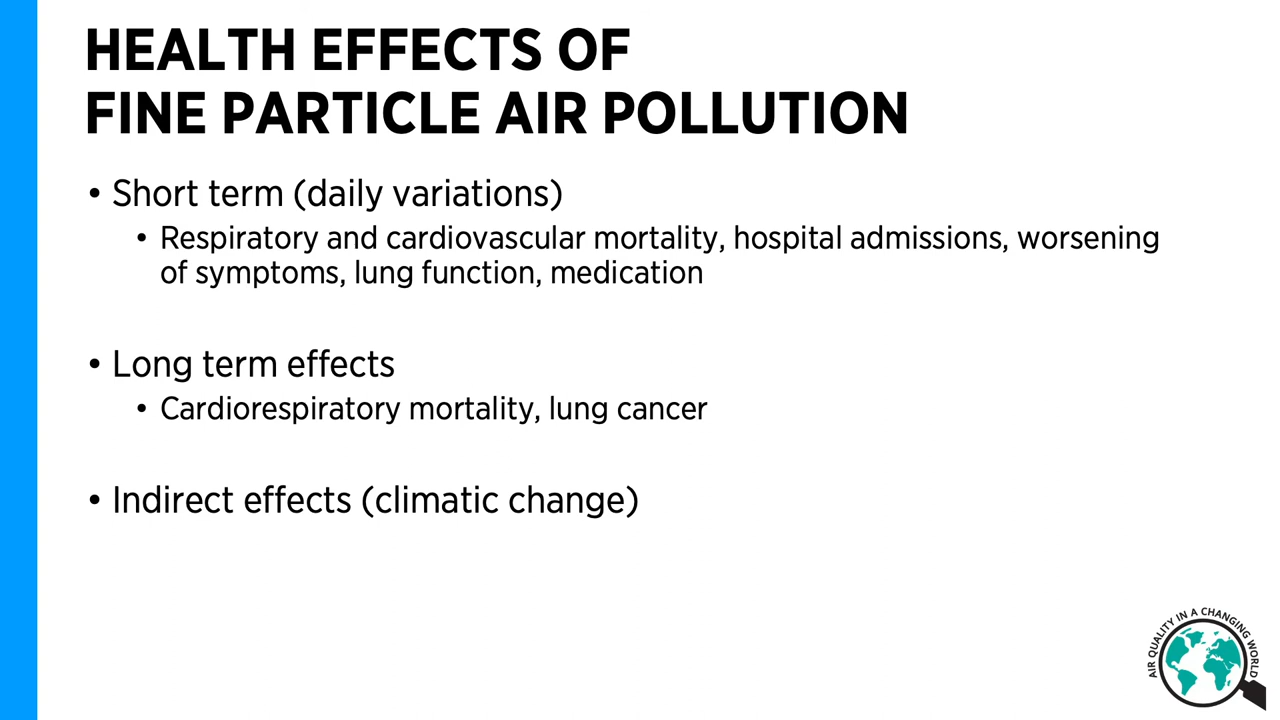 HEALTH EFFECTS OF
FINE PARTICLE AIR POLLUTION
• Short term (daily variations)
• Respiratory and cardiovascular mortality, hospital admissions, worsening
of symptoms, lung function, medication
• Long term effects
• Cardiorespiratory mortality, lung cancer
• Indirect effects (climatic change)
AIR QUALITY IN A CHANGING WORLD